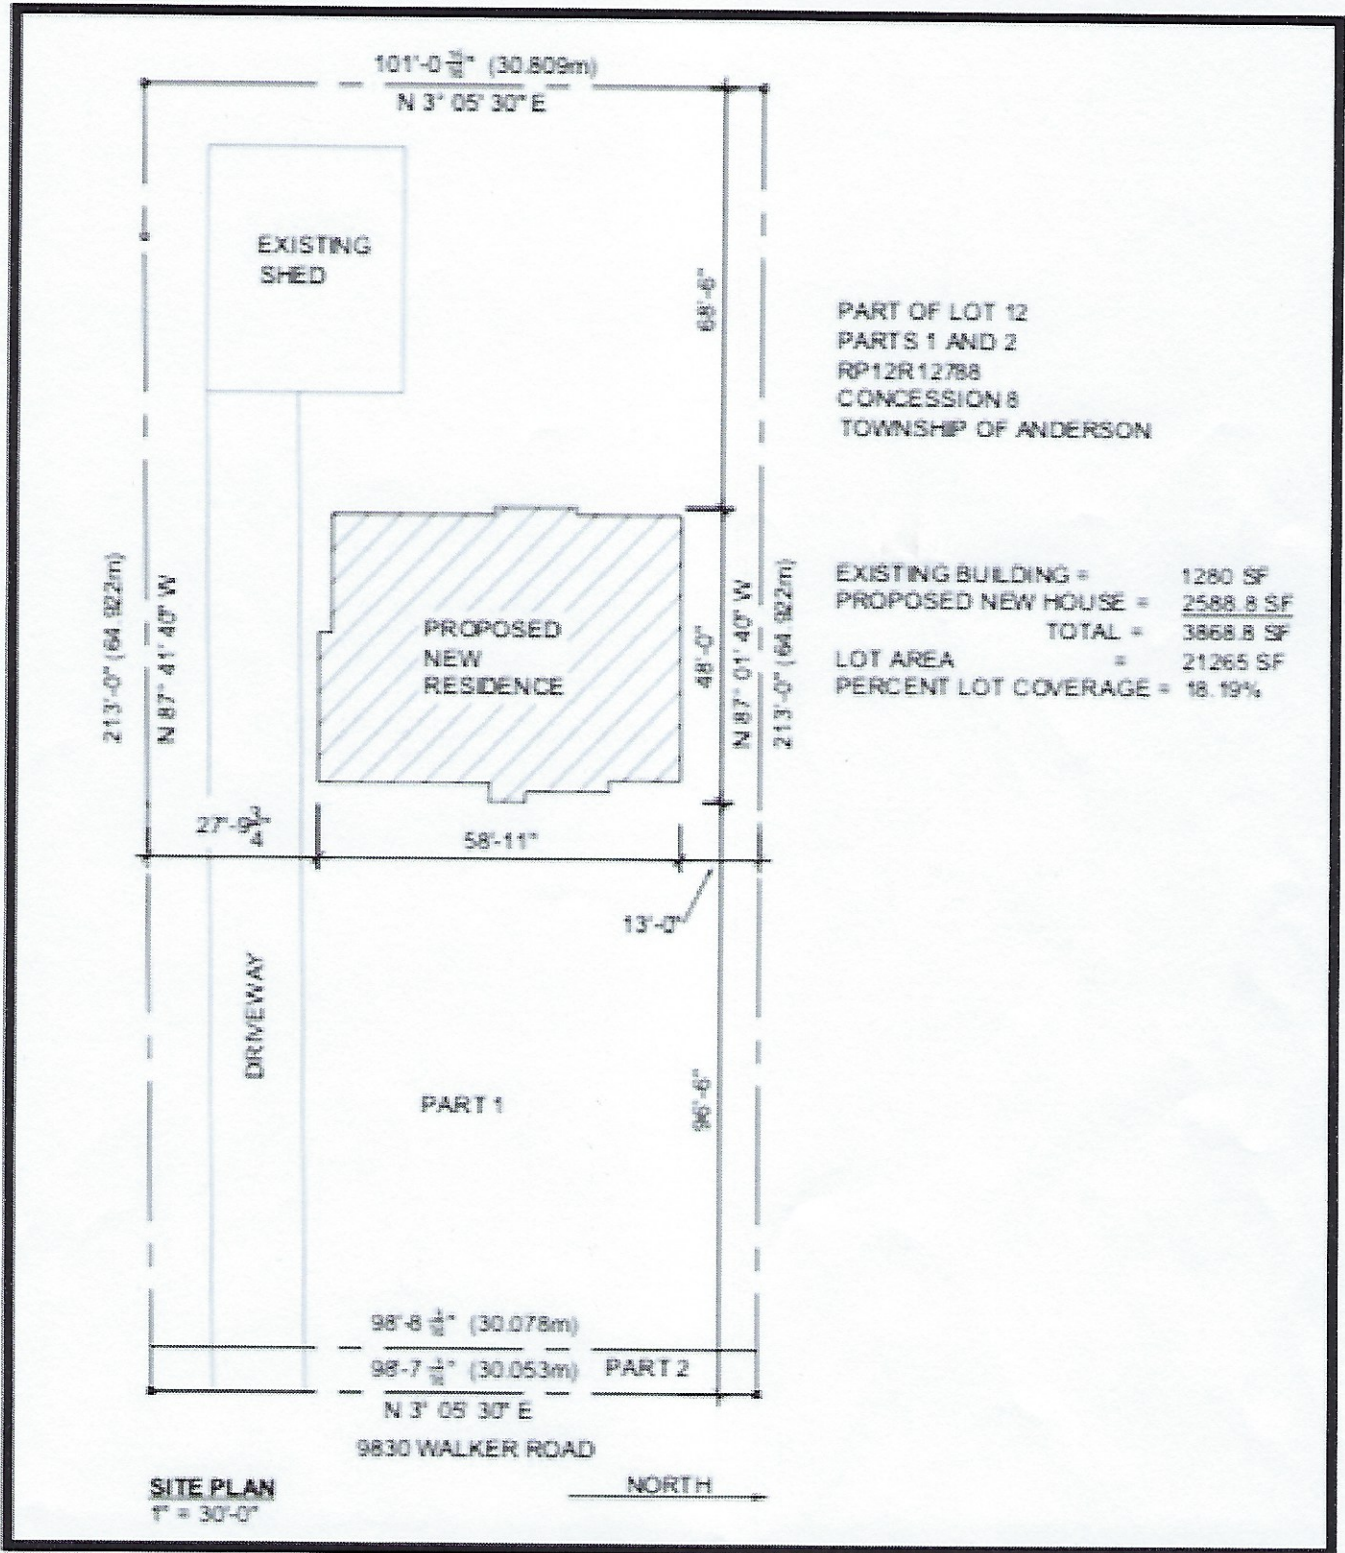 101'-0 " (30.809m)
N 3° 05' 30" E
EXISTING
SHED
68'-6"
PART OF LOT 12
PARTS 1 AND 2
RP12R12788
CONCESSION 8
TOWNSHIP OF ANDERSON
213'-0" (64.922m)
N 87° 41' 40" W
PROPOSED
NEW
RESIDENCE
48'-0"
N 87° 01' 40" W
213'-0" (64.922m)
EXISTING BUILDING = 1280 SF
PROPOSED NEW HOUSE = 2588.8 SF
TOTAL = 3868.8 SF
LOT AREA = 21265 SF
PERCENT LOT COVERAGE = 18.19%
27'-9 3/4"
58'-11"
13'-0"
DRIVEWAY
PART 1
96'-6"
98'-8 " (30.078m)
98'-7 " (30.053m) PART 2
N 3° 05' 30" E
9830 WALKER ROAD
SITE PLAN
1" = 30'-0"
NORTH